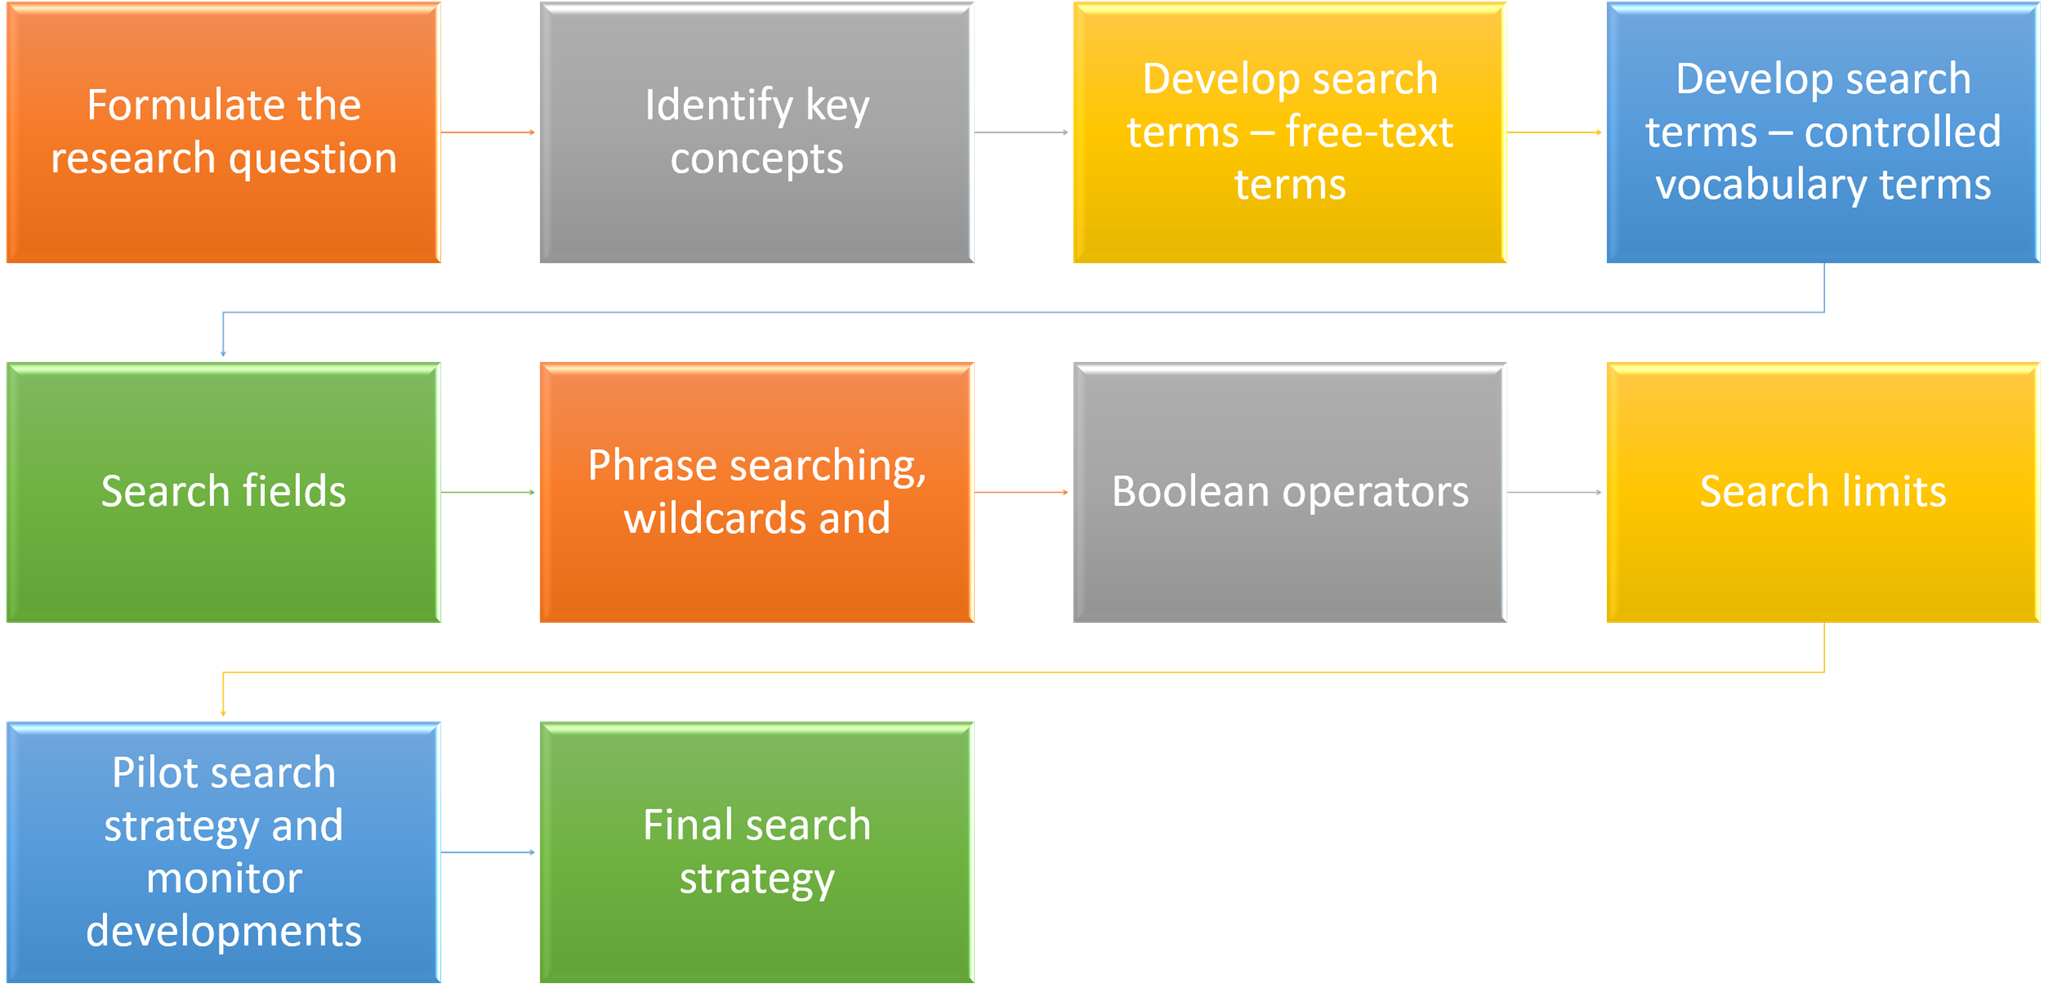 Formulate the
research question
Identify key
concepts
Develop search
terms – free-text
terms
Develop search
terms – controlled
vocabulary terms
Search fields
Phrase searching,
wildcards and
Boolean operators
Search limits
Pilot search
strategy and
monitor
developments
Final search
strategy